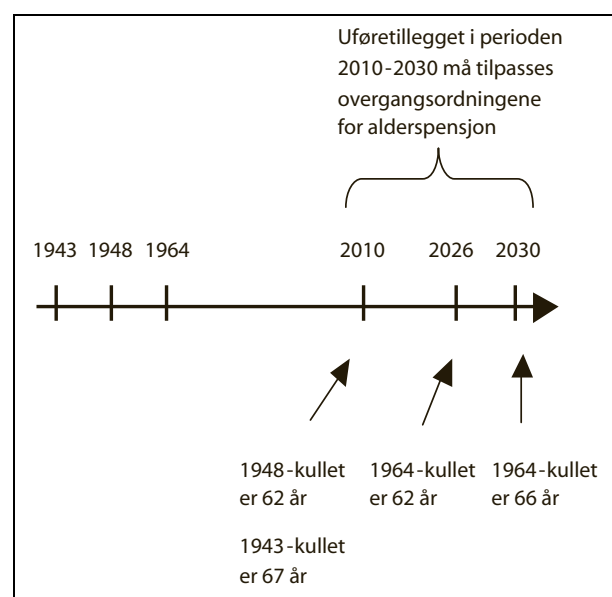 Uføretillegget i perioden
2010-2030 må tilpasses
overgangsordningene
for alderspensjon
1943 1948 1964 2010 2026 2030
1948-kullet
er 62 år
1943-kullet
er 67 år
1964-kullet
er 62 år
1964-kullet
er 66 år